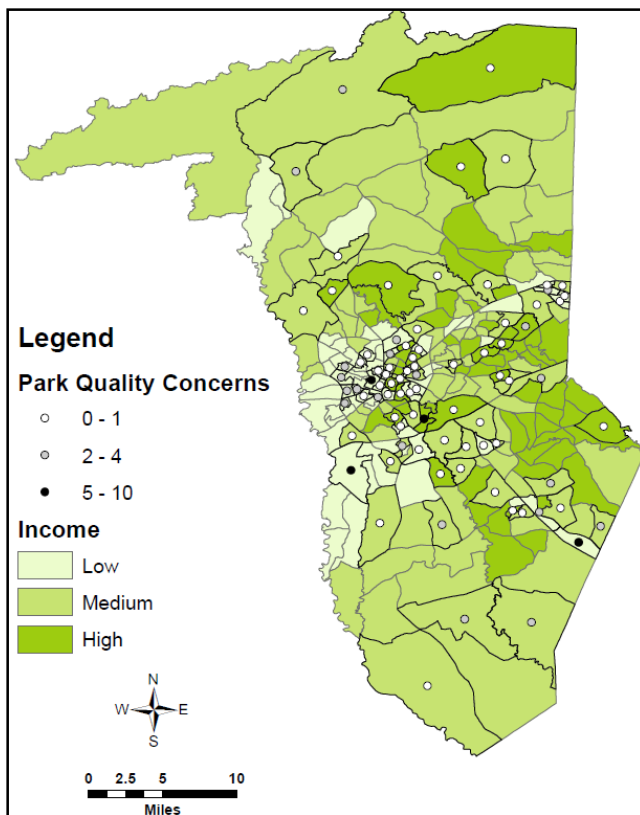 Legend
Park Quality Concerns
0 - 1
2 - 4
5 - 10
Income
Low
Medium
High
N
W E
S
0 2.5 5 10
Miles